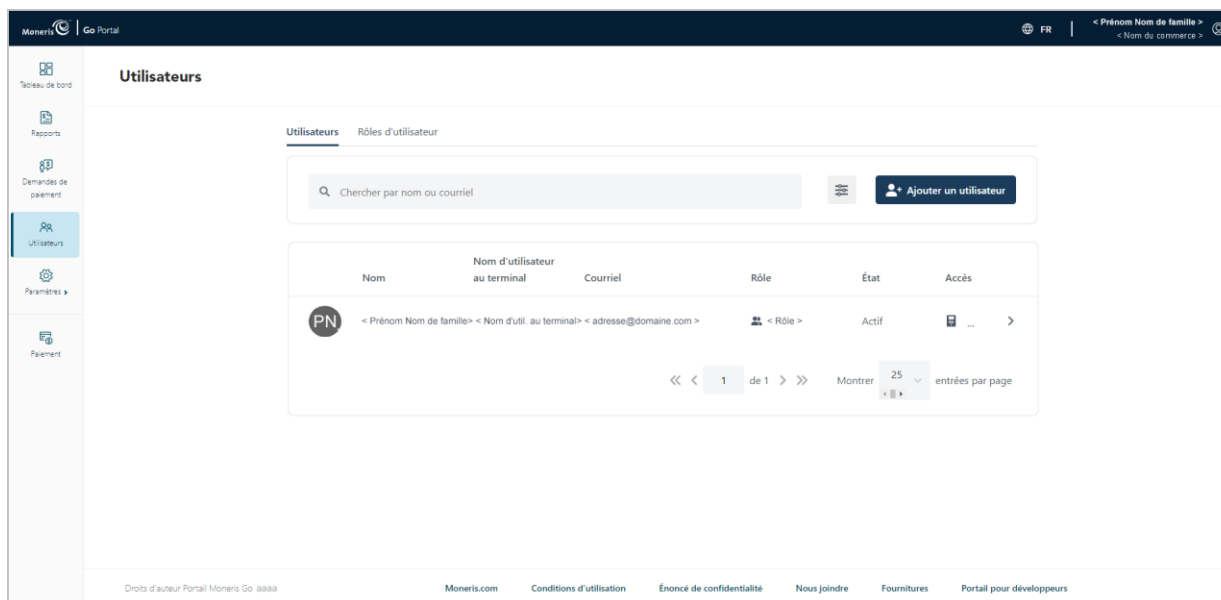 Moneris Go Portal
FR
< Prénom Nom de famille >
< Nom du commerce >
Tableau de bord
Rapports
Demandes de
paiement
Utilisateurs
Paramètres
Paiement
Utilisateurs
Utilisateurs Rôles d'utilisateur
Chercher par nom ou courriel
Ajouter un utilisateur
Nom Nom d'utilisateur
au terminal Courriel Rôle État Accès
PN < Prénom Nom de famille> < Nom d'util. au terminal> < adresse@domaine.com > < Rôle > Actif ...
1 de 1 Montrer 25 entrées par page
Droits d'auteur Portail Moneris Go aaaa Moneris.com Conditions d'utilisation Énoncé de confidentialité Nous joindre Fournitures Portail pour développeurs